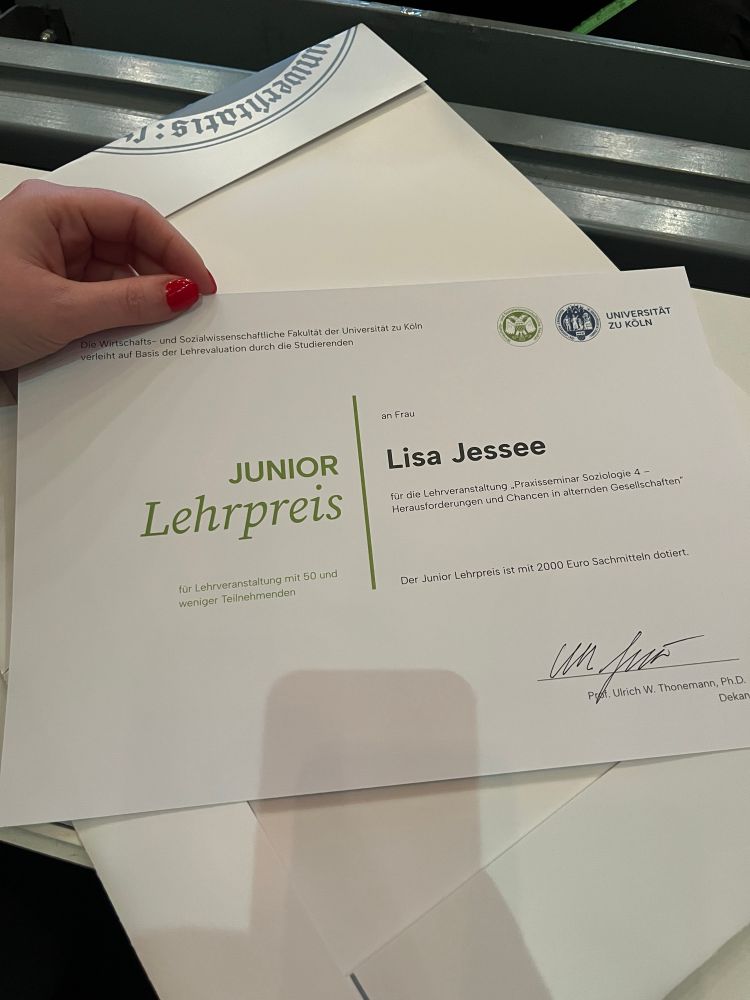 universitatis:
Die Wirtschafts- und Sozialwissenschaftliche Fakultät der Universität zu Köln
verleiht auf Basis der Lehrevaluation durch die Studierenden
UNIVERSITÄT
ZU KÖLN
JUNIOR
Lehrpreis
für Lehrveranstaltung mit 50 und
weniger Teilnehmenden
an Frau
Lisa Jessee
für die Lehrveranstaltung „Praxisseminar Soziologie 4 –
Herausforderungen und Chancen in alternden Gesellschaften“
Der Junior Lehrpreis ist mit 2000 Euro Sachmitteln dotiert.
Prof. Ulrich W. Thonemann, Ph.D.
Dekan